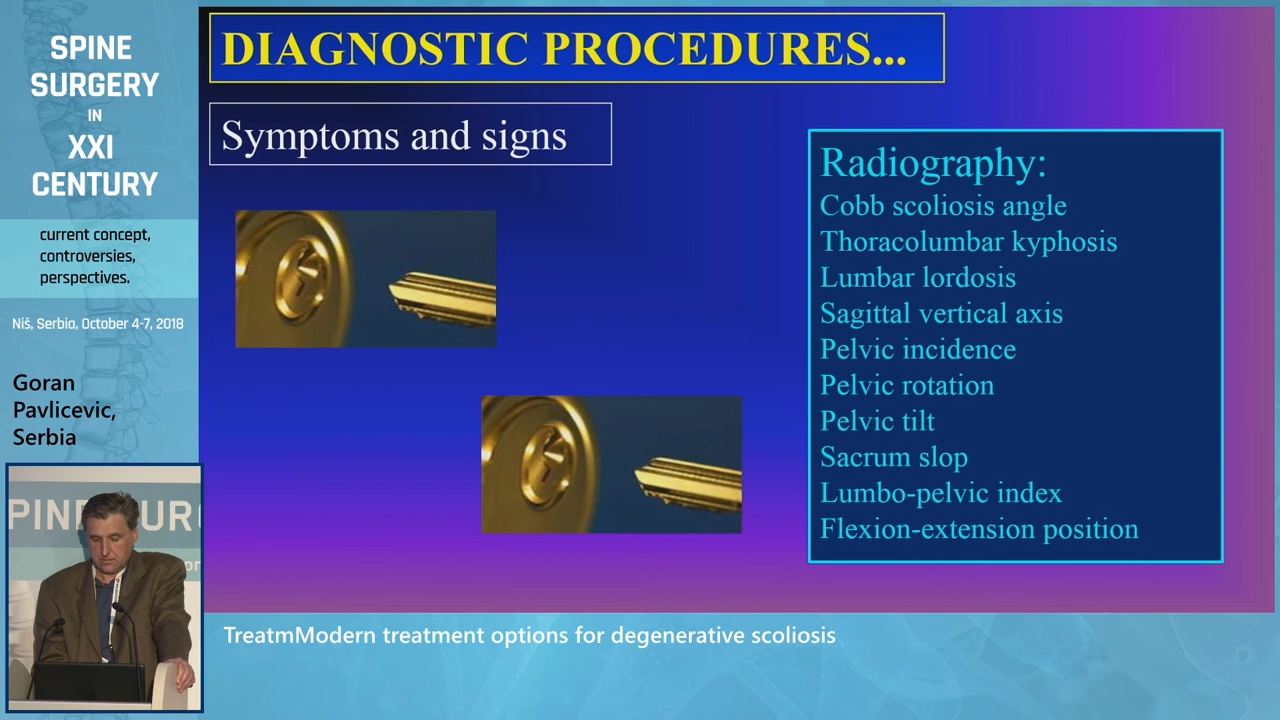 SPINE
SURGERY
IN
XXI
CENTURY
current concept,
controversies,
perspectives.
Niš, Serbia, October 4-7, 2018
Goran
Pavlicevic,
Serbia
PINE
UR
DIAGNOSTIC PROCEDURES...
Symptoms and signs
Radiography:
Cobb scoliosis angle
Thoracolumbar kyphosis
Lumbar lordosis
Sagittal vertical axis
Pelvic incidence
Pelvic rotation
Pelvic tilt
Sacrum slop
Lumbo-pelvic index
Flexion-extension position
TreatmModern treatment options for degenerative scoliosis